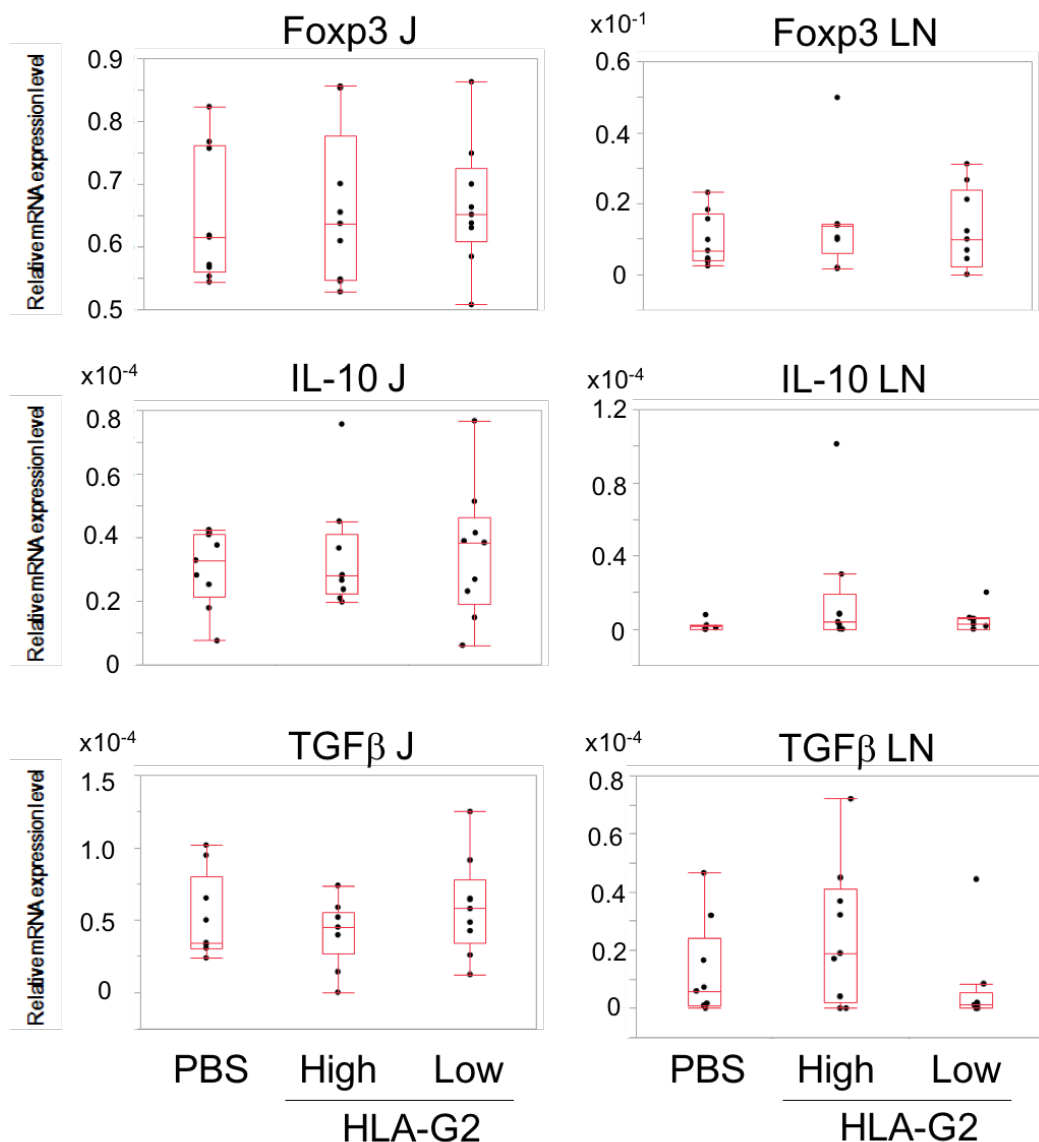 Foxp3 J
Relative mRNA expression level
0.9
0.8
0.7
0.6
0.5
x10-1
Foxp3 LN
0.6
0.4
0.2
0
x10-4
IL-10 J
Relative mRNA expression level
0.8
0.6
0.4
0.2
0
x10-4
IL-10 LN
1.2
0.8
0.4
0
x10-4
TGFβ J
Relative mRNA expression level
1.5
1.0
0.5
0
x10-4
TGFβ LN
0.8
0.6
0.4
0.2
0
PBS High Low
HLA-G2
PBS High Low
HLA-G2